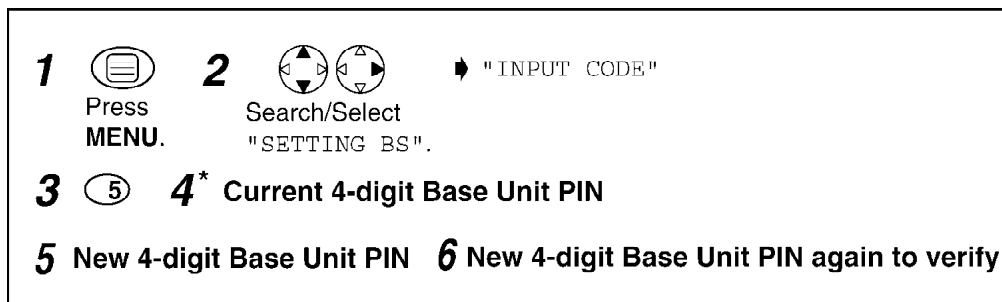 1 2 "INPUT CODE"
Press Search/Select
MENU. "SETTING BS".
3 5 4* Current 4-digit Base Unit PIN
5 New 4-digit Base Unit PIN 6 New 4-digit Base Unit PIN again to verify